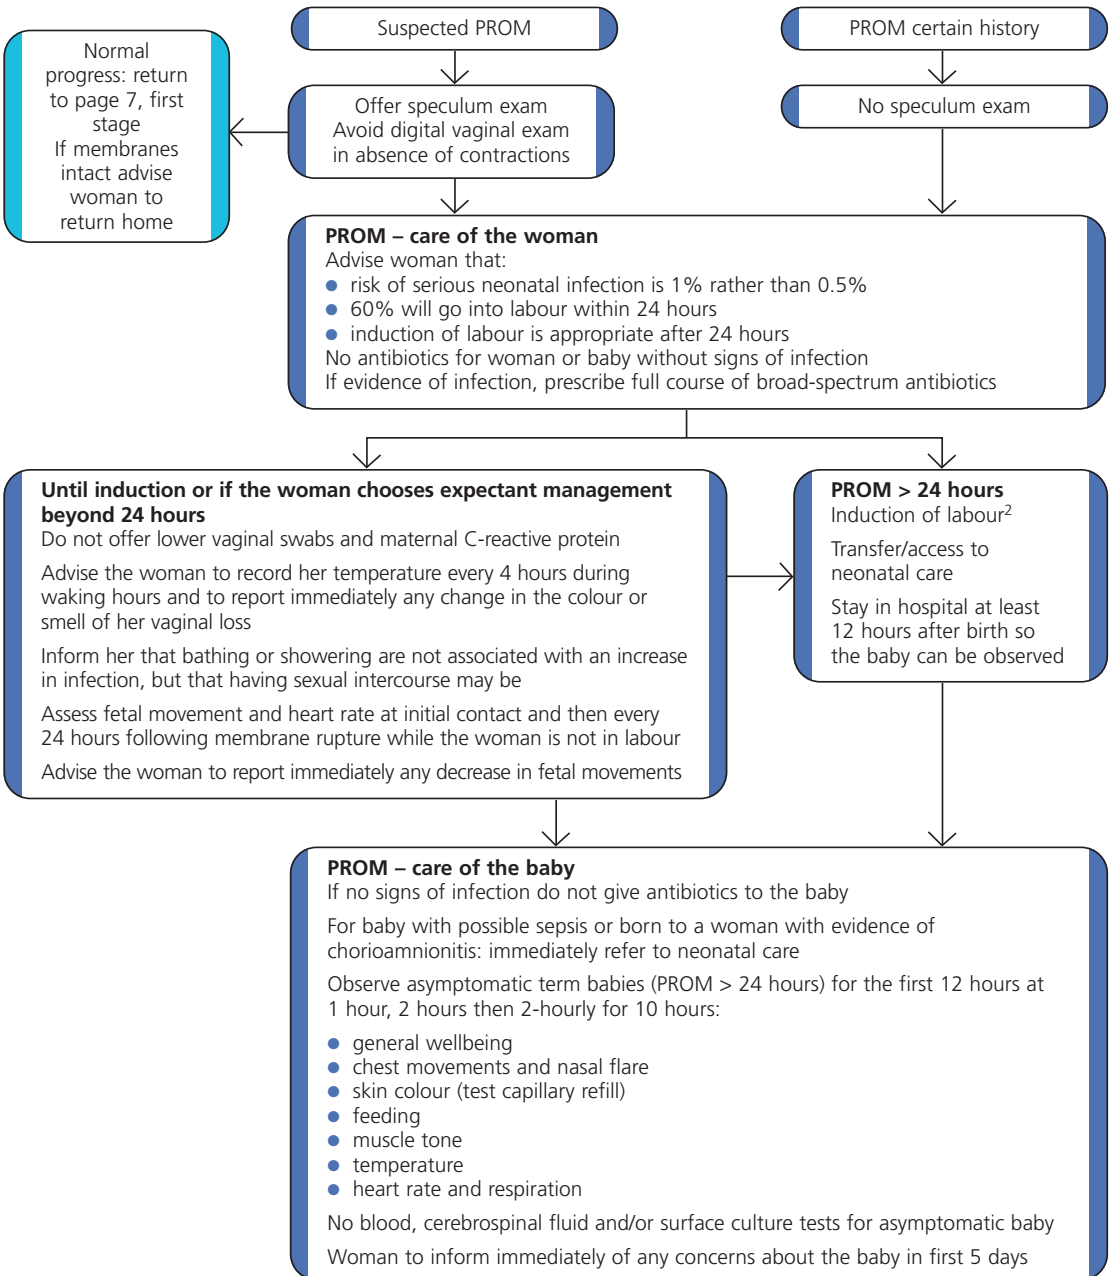 Suspected PROM
PROM certain history
Normal
progress: return
to page 7, first
stage
If membranes
intact advise
woman to
return home
Offer speculum exam
Avoid digital vaginal exam
in absence of contractions
No speculum exam
PROM – care of the woman
Advise woman that:
● risk of serious neonatal infection is 1% rather than 0.5%
● 60% will go into labour within 24 hours
● induction of labour is appropriate after 24 hours
No antibiotics for woman or baby without signs of infection
If evidence of infection, prescribe full course of broad-spectrum antibiotics
Until induction or if the woman chooses expectant management
beyond 24 hours
Do not offer lower vaginal swabs and maternal C-reactive protein
Advise the woman to record her temperature every 4 hours during
waking hours and to report immediately any change in the colour or
smell of her vaginal loss
Inform her that bathing or showering are not associated with an increase
in infection, but that having sexual intercourse may be
Assess fetal movement and heart rate at initial contact and then every
24 hours following membrane rupture while the woman is not in labour
Advise the woman to report immediately any decrease in fetal movements
PROM > 24 hours
Induction of labour²
Transfer/access to
neonatal care
Stay in hospital at least
12 hours after birth so
the baby can be observed
PROM – care of the baby
If no signs of infection do not give antibiotics to the baby
For baby with possible sepsis or born to a woman with evidence of
chorioamnionitis: immediately refer to neonatal care
Observe asymptomatic term babies (PROM > 24 hours) for the first 12 hours at
1 hour, 2 hours then 2-hourly for 10 hours:
● general wellbeing
● chest movements and nasal flare
● skin colour (test capillary refill)
● feeding
● muscle tone
● temperature
● heart rate and respiration
No blood, cerebrospinal fluid and/or surface culture tests for asymptomatic baby
Woman to inform immediately of any concerns about the baby in first 5 days